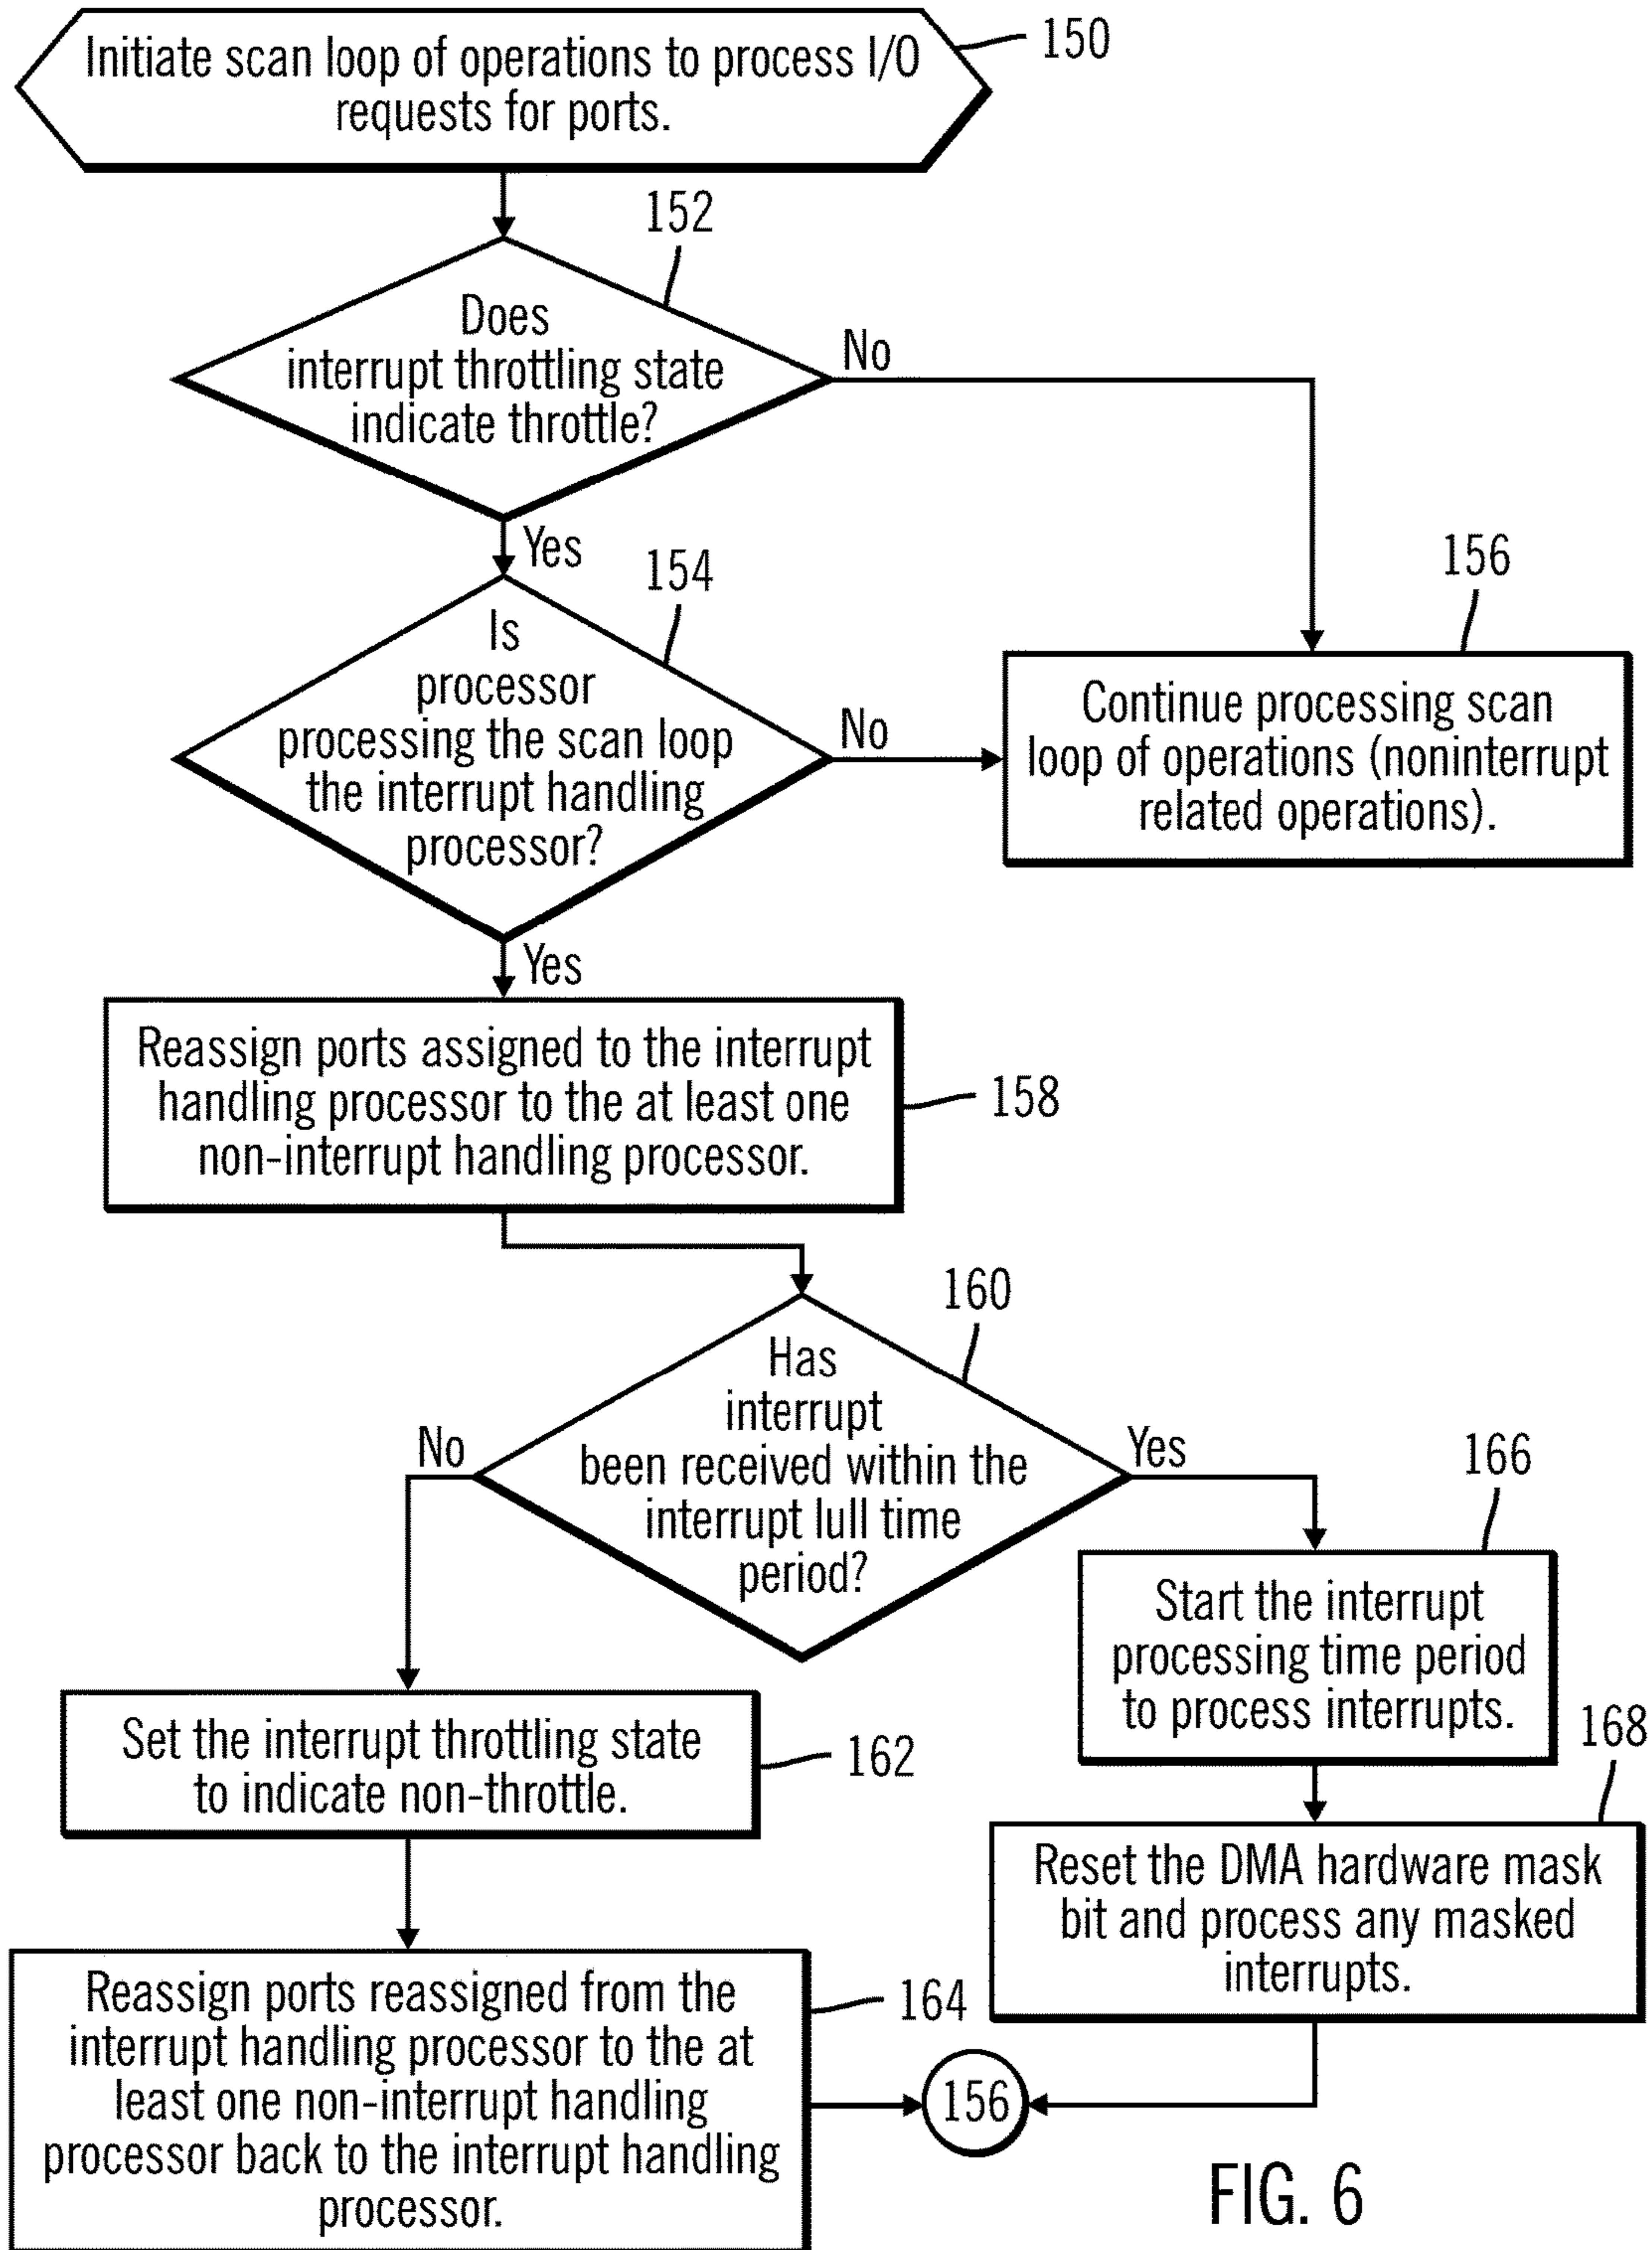 Initiate scan loop of operations to process I/O
requests for ports.
150
152
Does
interrupt throttling state
indicate throttle?
No
Yes
154
Is
processor
processing the scan loop
the interrupt handling
processor?
No
156
Continue processing scan
loop of operations (noninterrupt
related operations).
Yes
Reassign ports assigned to the interrupt
handling processor to the at least one
non-interrupt handling processor.
158
160
Has
interrupt
been received within the
interrupt lull time
period?
No
Yes
166
Start the interrupt
processing time period
to process interrupts.
Set the interrupt throttling state
to indicate non-throttle.
162
168
Reset the DMA hardware mask
bit and process any masked
interrupts.
Reassign ports reassigned from the
interrupt handling processor to the at
least one non-interrupt handling
processor back to the interrupt handling
processor.
164
156
FIG. 6